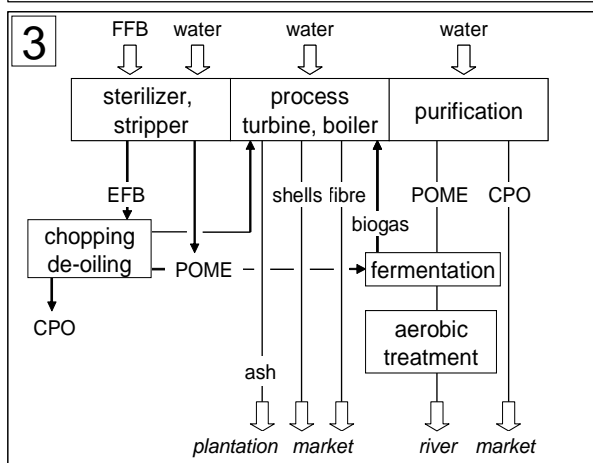 3
FFB water water water
sterilizer, stripper
process turbine, boiler
purification
EFB
shells fibre
POME CPO
biogas
chopping de-oiling
POME
fermentation
CPO
aerobic treatment
ash
plantation market river market